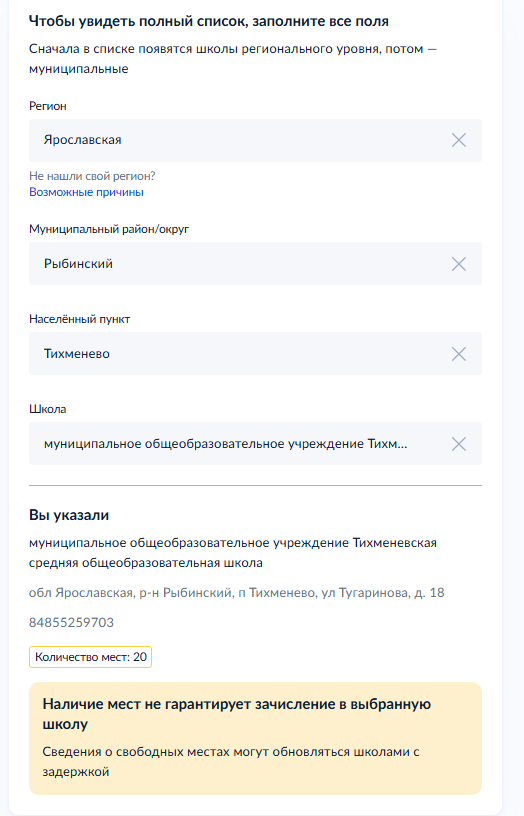 Чтобы увидеть полный список, заполните все поля
Сначала в списке появятся школы регионального уровня, потом —
муниципальные
Регион
Ярославская
Не нашли свой регион?
Возможные причины
Муниципальный район/округ
Рыбинский
Населённый пункт
Тихменево
Школа
муниципальное общеобразовательное учреждение Тихм...
Вы указали
муниципальное общеобразовательное учреждение Тихменевская
средняя общеобразовательная школа
обл Ярославская, р-н Рыбинский, п Тихменево, ул Тугаринова, д. 18
84855259703
Количество мест: 20
Наличие мест не гарантирует зачисление в выбранную
школу
Сведения о свободных местах могут обновляться школами с
задержкой